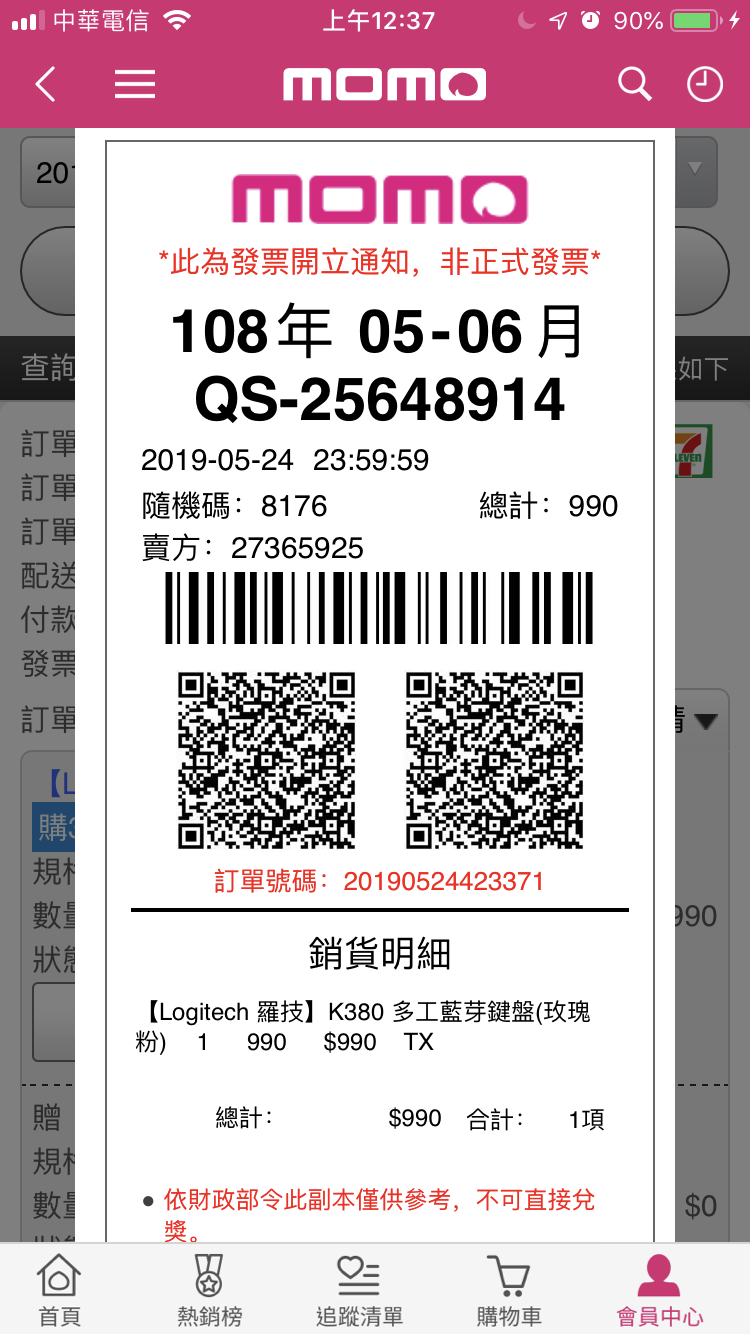 中華電信
上午12:37
90%
momo
20
momo
*此為發票開立通知，非正式發票*
108年 05-06月
查詢
如下
QS-25648914
訂單
ELEVEN
2019-05-24 23:59:59
訂單
隨機碼：8176 總計：990
訂單
賣方：27365925
配送
付款
發票
訂單
情
訂單號碼：20190524423371
【L
購3
規格
數量
990
狀態
銷貨明細
【Logitech 羅技】K380 多工藍芽鍵盤(玫瑰
粉) 1 990 $990 TX
總計： $990 合計： 1項
贈
規格
數量
$0
● 依財政部令此副本僅供參考，不可直接兌
獎。
首頁
熱銷榜
追蹤清單
購物車
會員中心